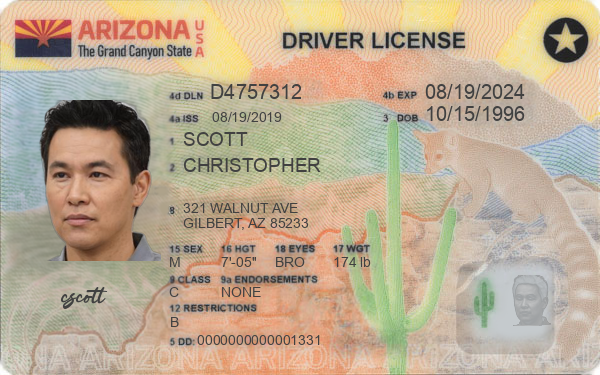 ARIZONA USA
The Grand Canyon State
DRIVER LICENSE
4d DLN D4757312 4b EXP 08/19/2024
4a ISS 08/19/2019 3 DOB 10/15/1996
1 SCOTT
2 CHRISTOPHER
8 321 WALNUT AVE
GILBERT, AZ 85233
15 SEX 16 HGT 18 EYES 17 WGT
M 7'-05" BRO 174 lb
9 CLASS 9a ENDORSEMENTS
C NONE
12 RESTRICTIONS
B
5 DD: 0000000000001331
cscott
ARIZONA ARIZONA ARIZONA ARIZONA